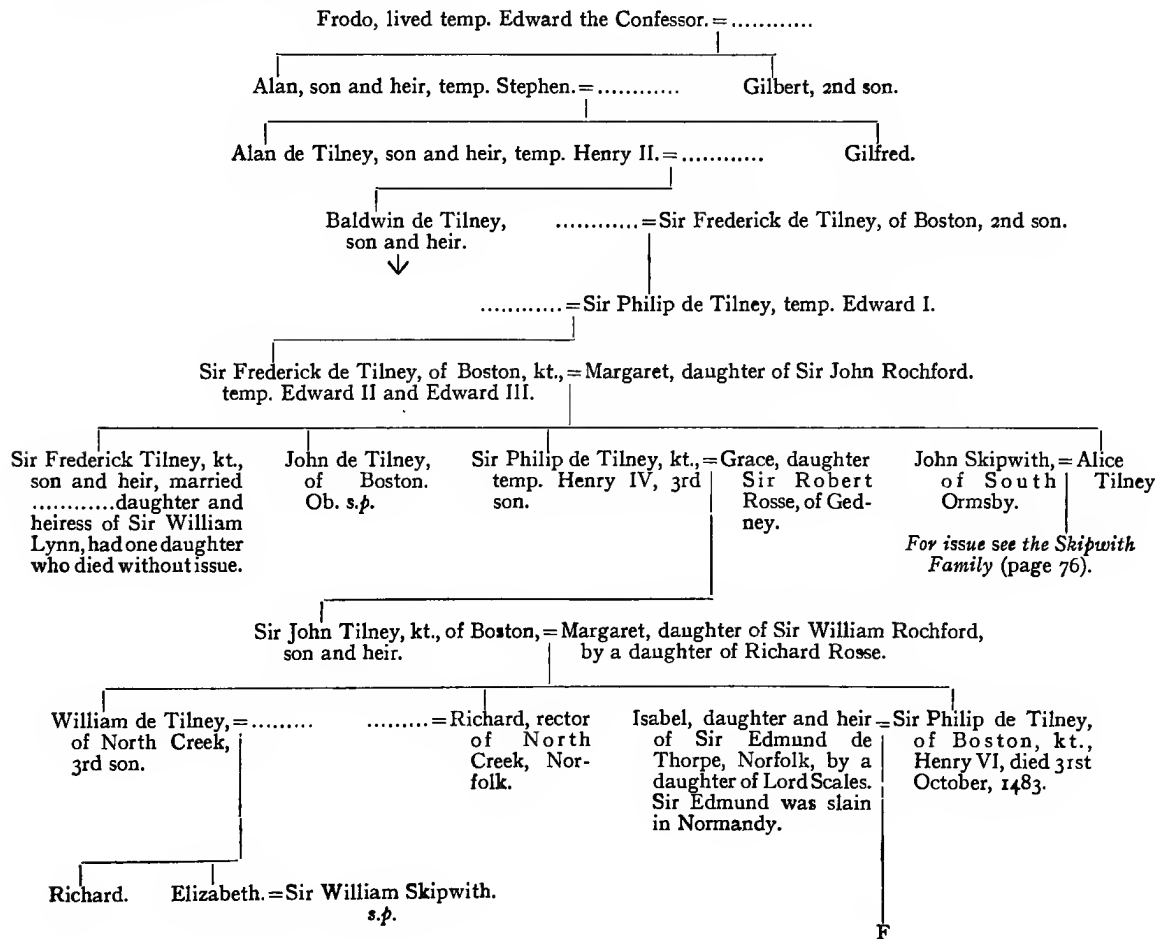 Frodo, lived temp. Edward the Confessor. = ............
Alan, son and heir, temp. Stephen. = ............ Gilbert, 2nd son.
Alan de Tilney, son and heir, temp. Henry II. = ............ Gilfred.
Baldwin de Tilney,
son and heir.
............ = Sir Frederick de Tilney, of Boston, 2nd son.
............ = Sir Philip de Tilney, temp. Edward I.
Sir Frederick de Tilney, of Boston, kt., = Margaret, daughter of Sir John Rochford.
temp. Edward II and Edward III.
Sir Frederick Tilney, kt.,
son and heir, married
............daughter and
heiress of Sir William
Lynn, had one daughter
who died without issue.
John de Tilney,
of Boston.
Ob. s.p.
Sir Philip de Tilney, kt., =
temp. Henry IV, 3rd
son.
Grace, daughter
Sir Robert
Rosse, of Ged-
ney.
John Skipwith, =
of South
Ormsby.
Alice
Tilney
For issue see the Skipwith
Family (page 76).
Sir John Tilney, kt., of Boston, =
son and heir.
Margaret, daughter of Sir William Rochford,
by a daughter of Richard Rosse.
William de Tilney, = .........
of North Creek,
3rd son.
......... = Richard, rector
of North
Creek, Nor-
folk.
Isabel, daughter and heir =
of Sir Edmund de
Thorpe, Norfolk, by a
daughter of Lord Scales.
Sir Edmund was slain
in Normandy.
Sir Philip de Tilney,
of Boston, kt.,
Henry VI, died 31st
October, 1483.
Richard. Elizabeth. = Sir William Skipwith.
s.p.
F